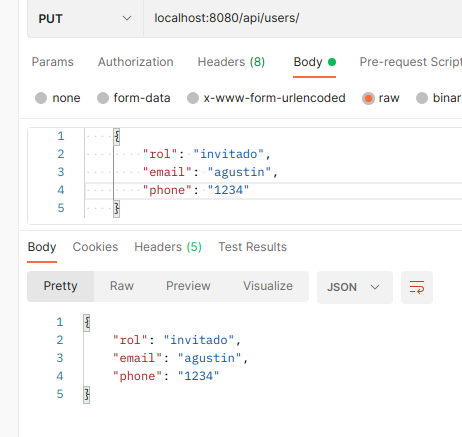 PUT localhost:8080/api/users/
Params Authorization Headers (8) Body Pre-request Script
none form-data x-www-form-urlencoded raw binar
1 {
2 "rol": "invitado",
3 "email": "agustin",
4 "phone": "1234"
5 }
Body Cookies Headers (5) Test Results
Pretty Raw Preview Visualize JSON
1 {
2 "rol": "invitado",
3 "email": "agustin",
4 "phone": "1234"
5 }